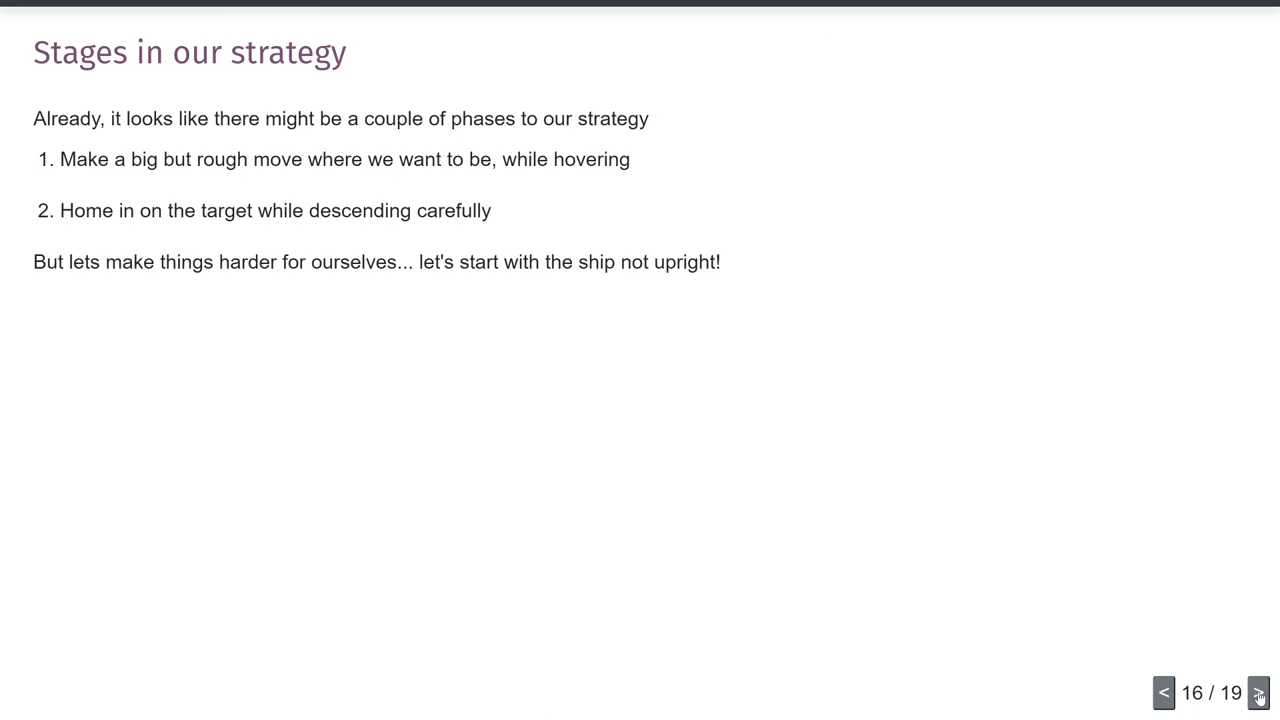 Stages in our strategy
Already, it looks like there might be a couple of phases to our strategy
1. Make a big but rough move where we want to be, while hovering
2. Home in on the target while descending carefully
But lets make things harder for ourselves... let's start with the ship not upright!
< 16 / 19 >